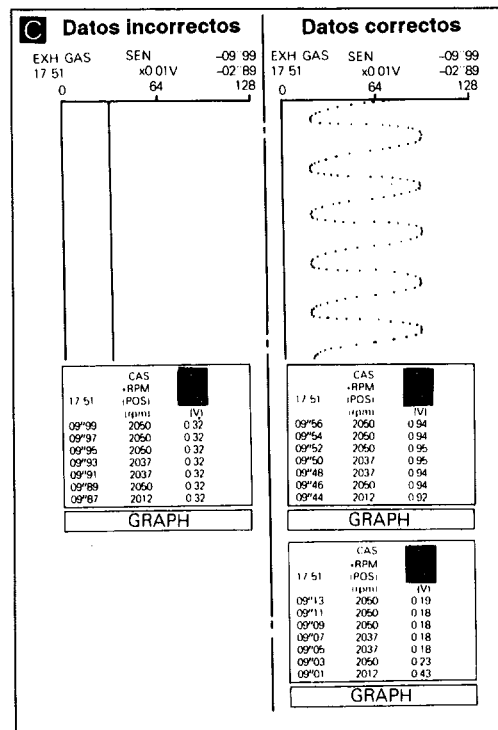 C Datos incorrectos
EXH GAS SEN –09 ̈99
17 51 x0 01V –02 ̈89
0 64 128
CAS
•RPM
17 51 (POS)
(rpm) (V)
09"99 2050 0 32
09"97 2050 0 32
09"95 2050 0 32
09"93 2037 0 32
09"91 2037 0 32
09"89 2050 0 32
09"87 2012 0 32
GRAPH
Datos correctos
EXH GAS SEN –09 ̈99
17 51 x0 01V –02 ̈89
0 64 128
CAS
•RPM
17 51 (POS)
(rpm) (V)
09"56 2050 0 94
09"54 2050 0 94
09"52 2050 0 95
09"50 2037 0 95
09"48 2037 0 94
09"46 2050 0 94
09"44 2012 0 92
GRAPH
CAS
•RPM
17 51 (POS)
(rpm) (V)
09"13 2050 0 19
09"11 2050 0 18
09"09 2050 0 18
09"07 2037 0 18
09"05 2037 0 18
09"03 2050 0 23
09"01 2012 0 43
GRAPH